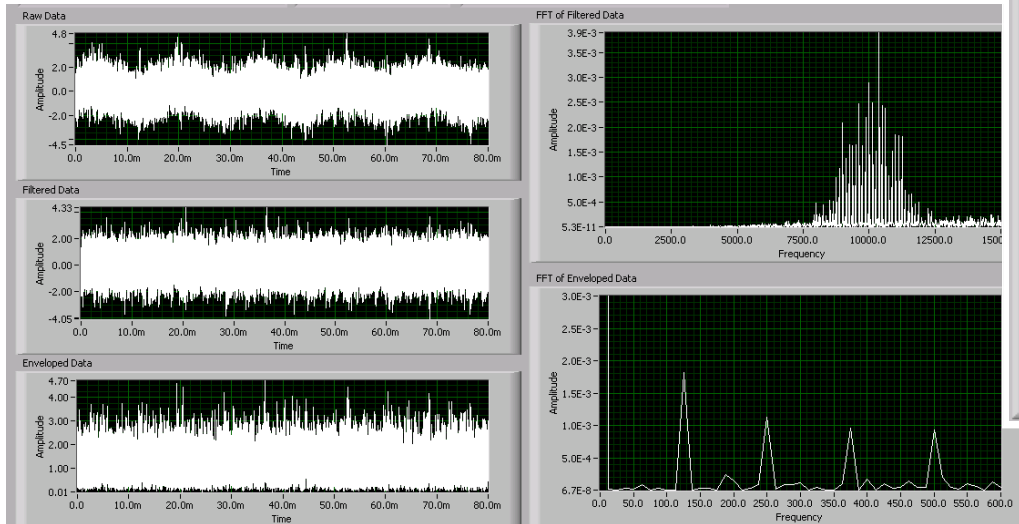 Raw Data
4.8
2.0
0.0
-2.0
-4.5
Amplitude
0.0 10.0m 20.0m 30.0m 40.0m 50.0m 60.0m 70.0m 80.0m
Time
Filtered Data
4.33
2.00
0.00
-2.00
-4.05
Amplitude
0.0 10.0m 20.0m 30.0m 40.0m 50.0m 60.0m 70.0m 80.0m
Time
Enveloped Data
4.70
4.00
3.00
2.00
1.00
0.01
Amplitude
0.0 10.0m 20.0m 30.0m 40.0m 50.0m 60.0m 70.0m 80.0m
Time
FFT of Filtered Data
3.9E-3
3.5E-3
3.0E-3
2.5E-3
2.0E-3
1.5E-3
1.0E-3
5.0E-4
5.3E-11
Amplitude
0.0 2500.0 5000.0 7500.0 10000.0 12500.0 1500
Frequency
FFT of Enveloped Data
3.0E-3
2.5E-3
2.0E-3
1.5E-3
1.0E-3
5.0E-4
6.7E-8
Amplitude
0.0 50.0 100.0 150.0 200.0 250.0 300.0 350.0 400.0 450.0 500.0 550.0 600.0
Frequency